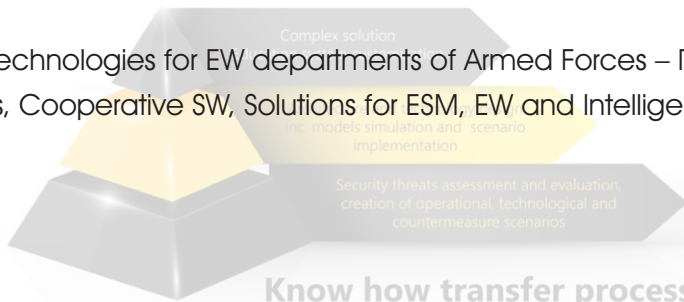 Complex solution
echnologies for EW departments of Armed Forces –
s, Cooperative SW, Solutions for ESM, EW and Intellige
inc. models simulation and scenario
implementation
Security threats assessment and evaluation,
creation of operational, technological and
countermeasure scenarios
Know how transfer process